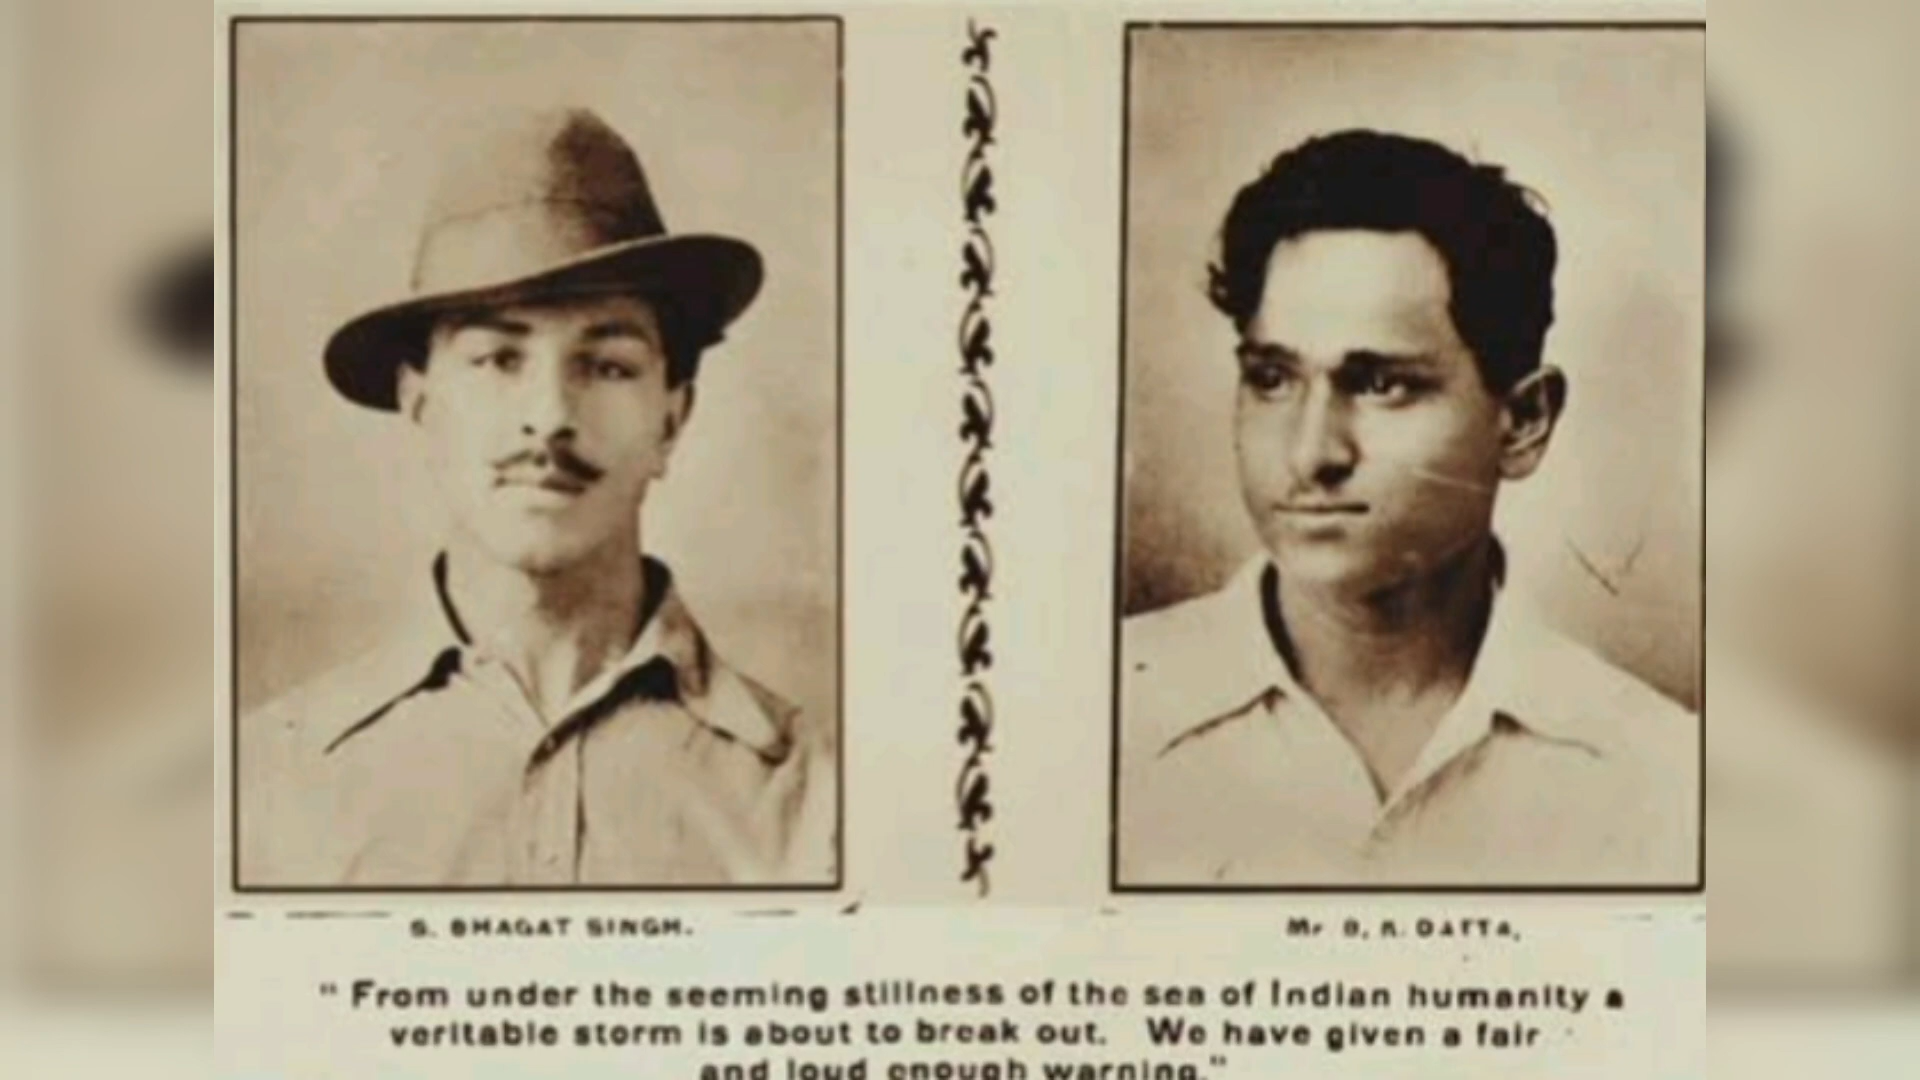 S. BHAGAT SINGH.
Mr B. K. DATTA,
" From under the seeming stillness of the sea of Indian humanity a
veritable storm is about to break out. We have given a fair
and loud enough warning."